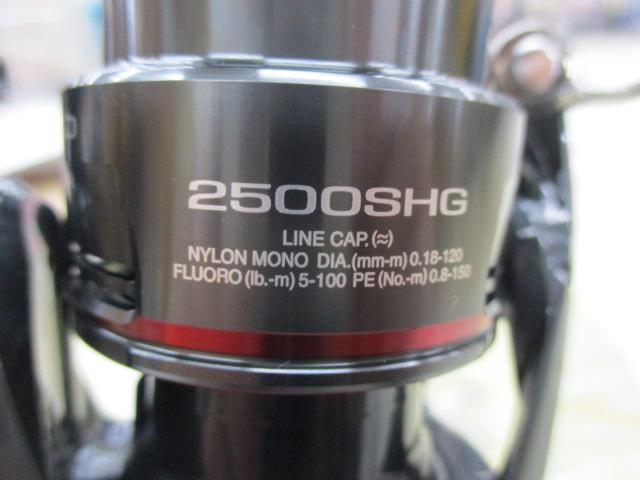 2500SHG
LINE CAP.(≈)
NYLON MONO DIA.(mm-m) 0.18-120
FLUORO (lb.-m) 5-100 PE (No.-m) 0.8-150